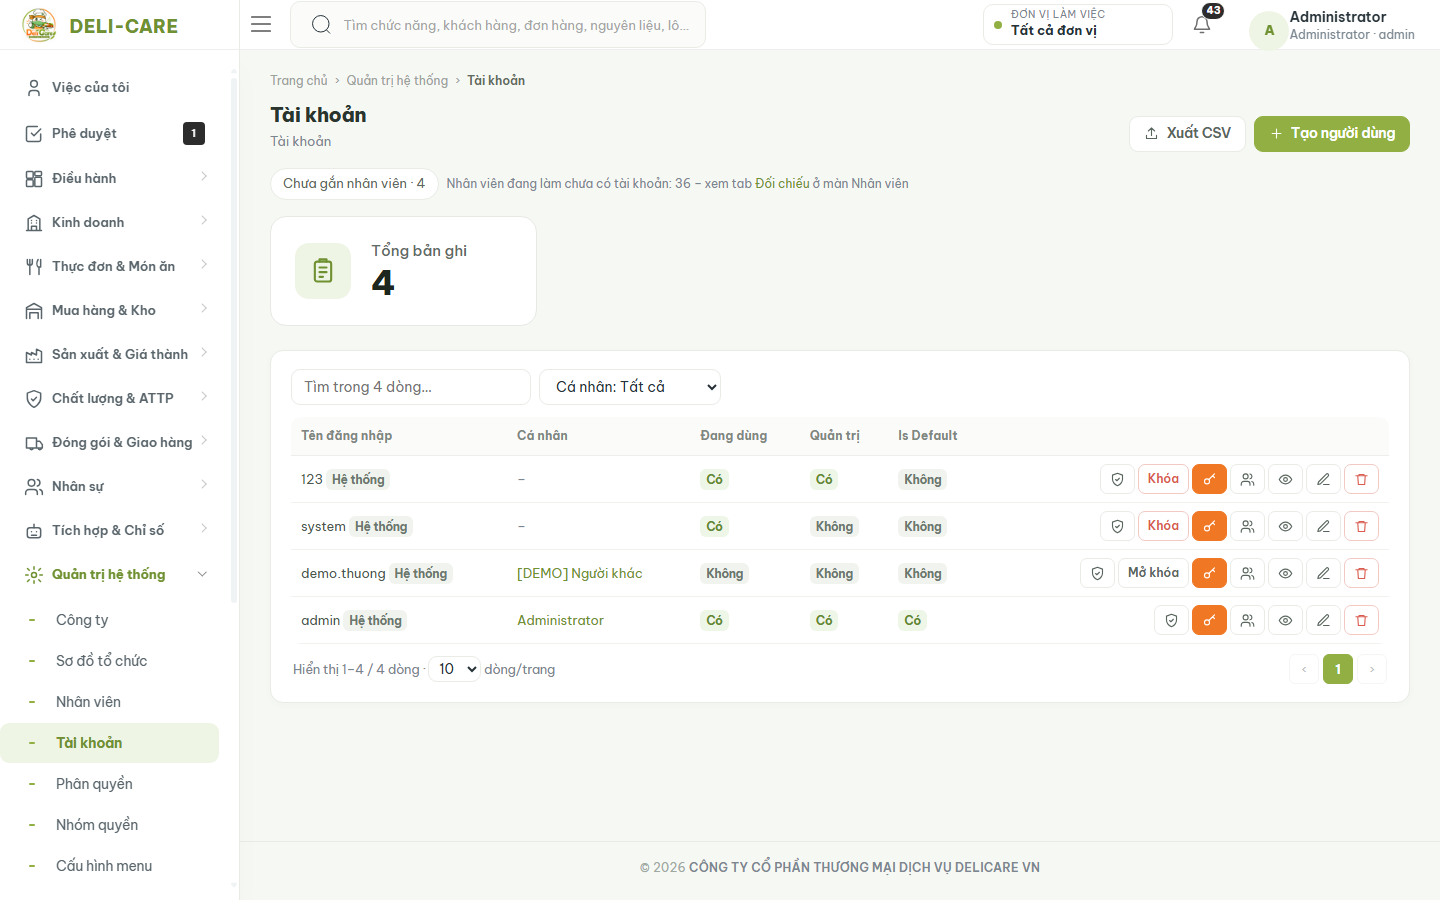 DELI-CARE
Tìm chức năng, khách hàng, đơn hàng, nguyên liệu, lô...
ĐƠN VỊ LÀM VIỆC
Tất cả đơn vị
43
A
Administrator
Administrator · admin
Việc của tôi
Phê duyệt 1
Điều hành
Kinh doanh
Thực đơn & Món ăn
Mua hàng & Kho
Sản xuất & Giá thành
Chất lượng & ATTP
Đóng gói & Giao hàng
Nhân sự
Tích hợp & Chỉ số
Quản trị hệ thống
Công ty
Sơ đồ tổ chức
Nhân viên
Tài khoản
Phân quyền
Nhóm quyền
Cấu hình menu
Trang chủ › Quản trị hệ thống › Tài khoản
Tài khoản
Tài khoản
Xuất CSV
Tạo người dùng
Chưa gắn nhân viên · 4
Nhân viên đang làm chưa có tài khoản: 36 – xem tab Đối chiếu ở màn Nhân viên
Tổng bản ghi
4
Tìm trong 4 dòng...
Cá nhân: Tất cả
Tên đăng nhập Cá nhân Đang dùng Quản trị Is Default
123 Hệ thống – Có Có Không Khóa
system Hệ thống – Có Không Không Khóa
demo.thuong Hệ thống [DEMO] Người khác Không Không Không Mở khóa
admin Hệ thống Administrator Có Có Có
Hiển thị 1–4 / 4 dòng · 10 dòng/trang
‹ 1 ›
© 2026 CÔNG TY CỔ PHẦN THƯƠNG MẠI DỊCH VỤ DELICARE VN